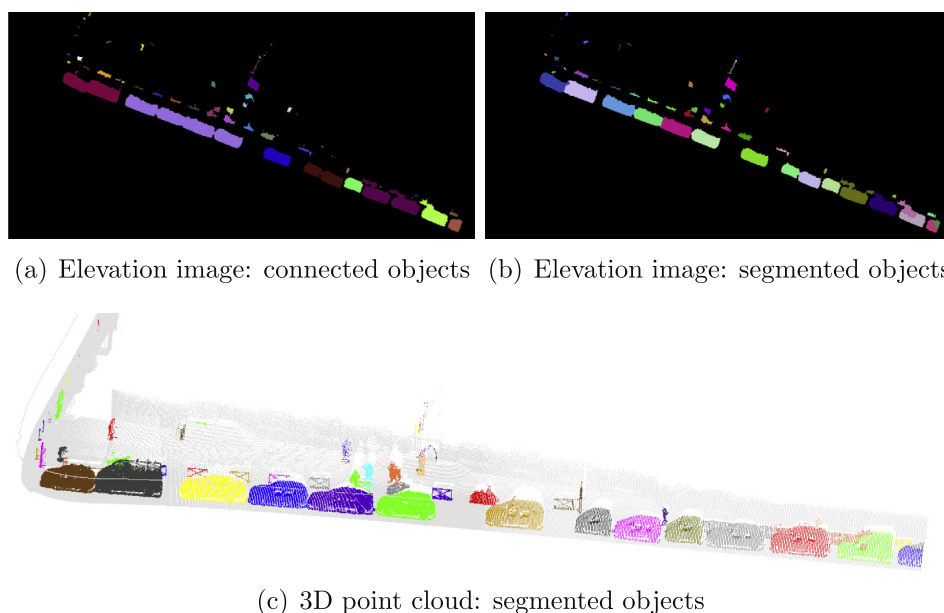 (a) Elevation image: connected objects
(b) Elevation image: segmented objects
(c) 3D point cloud: segmented objects